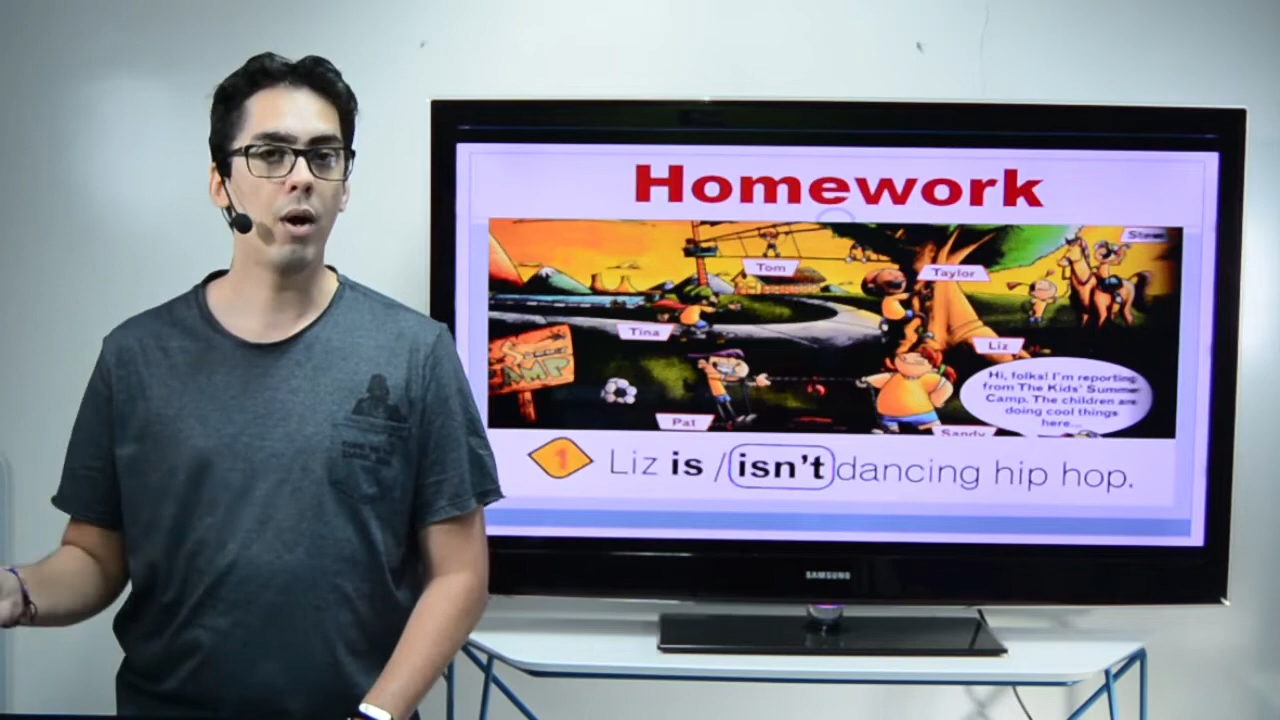 Homework
Steve
Tom
Taylor
Tina
Liz
SOCCER
CAMP
Hi, folks! I'm reporting
from The Kids' Summer
Camp. The children are
doing cool things
here...
Pat
Sandy
1 Liz is / isn't dancing hip hop.
SAMSUNG